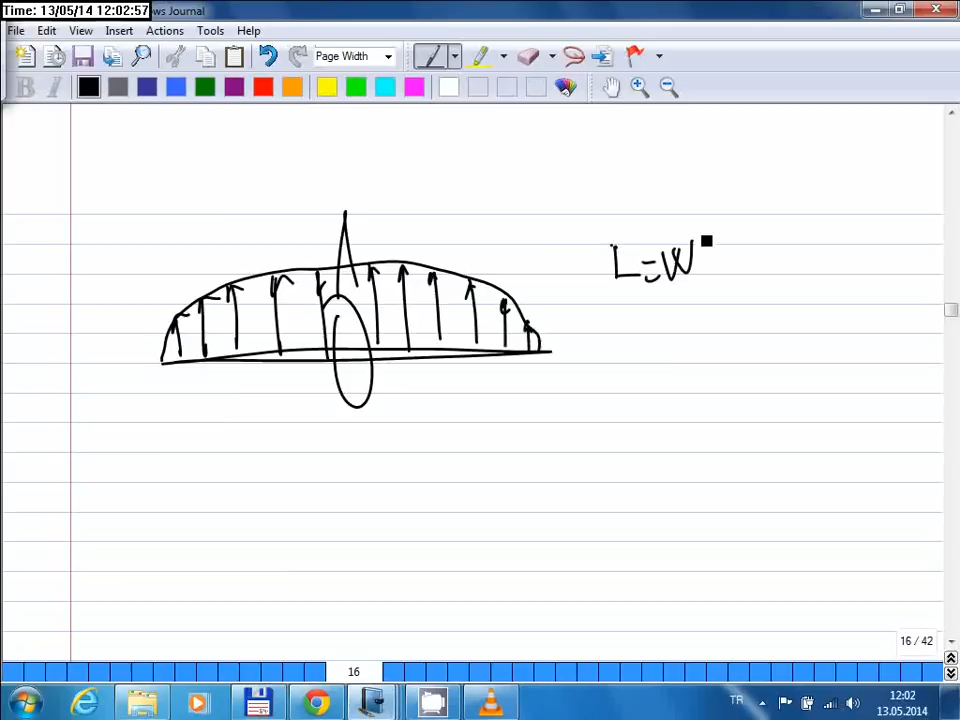 Time: 13/05/14 12:02:57 ows Journal
File Edit View Insert Actions Tools Help
Page Width
B I
L=W
16 / 42
16
TR 12:02
13.05.2014